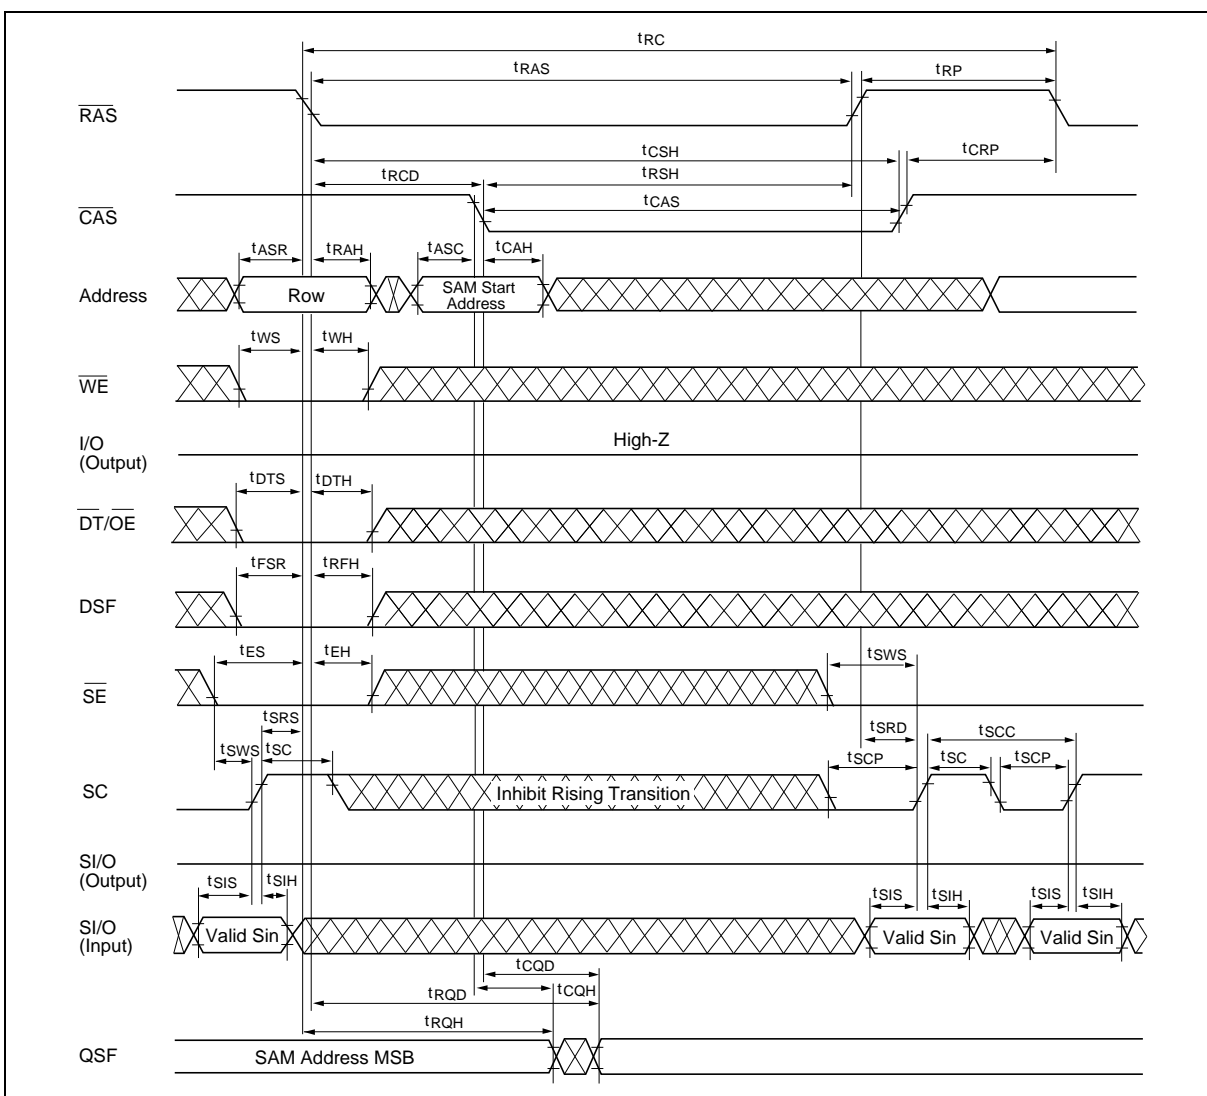 tRC
tRAS
tRP
RAS
tCSH
tCRP
tRCD
tRSH
CAS
tCAS
tASR
tRAH
tASC
tCAH
Address
Row
SAM Start
Address
tWS
tWH
WE
I/O
(Output)
High-Z
tDTS
tDTH
DT/OE
tFSR
tRFH
DSF
tES
tEH
tSWS
SE
tSRS
tSRD
tSCC
tSWS
tSC
tSCP
tSC
tSCP
SC
Inhibit Rising Transition
SI/O
(Output)
tSIS
tSIH
tSIS
tSIH
tSIS
tSIH
SI/O
(Input)
Valid Sin
Valid Sin
Valid Sin
tCQD
tRQD
tCQH
tRQH
QSF
SAM Address MSB